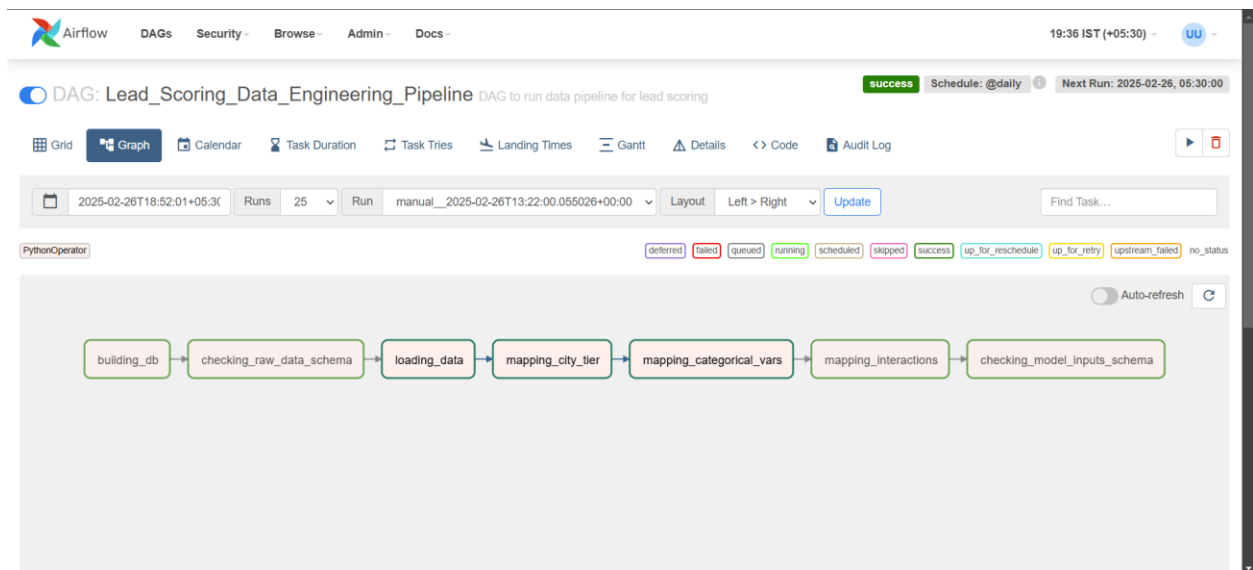 Airflow DAGs Security Browse Admin Docs 19:36 IST (+05:30) UU
DAG: Lead_Scoring_Data_Engineering_Pipeline DAG to run data pipeline for lead scoring success Schedule: @daily Next Run: 2025-02-26, 05:30:00
Grid Graph Calendar Task Duration Task Tries Landing Times Gantt Details <> Code Audit Log
2025-02-26T18:52:01+05:3( Runs 25 Run manual__2025-02-26T13:22:00.055026+00:00 Layout Left > Right Update Find Task...
PythonOperator deferred failed queued running scheduled skipped success up_for_reschedule up_for_retry upstream_failed no_status
Auto-refresh
building_db checking_raw_data_schema loading_data mapping_city_tier mapping_categorical_vars mapping_interactions checking_model_inputs_schema